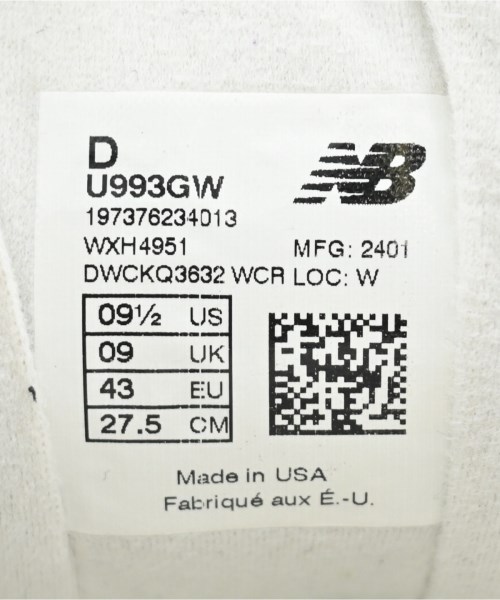 D
U993GW
197376234013
WXH4951 MFG: 2401
DWCKQ3632 WCR LOC: W
09½ US
09 UK
43 EU
27.5 CM
NB
Made in USA
Fabriqué aux É.-U.